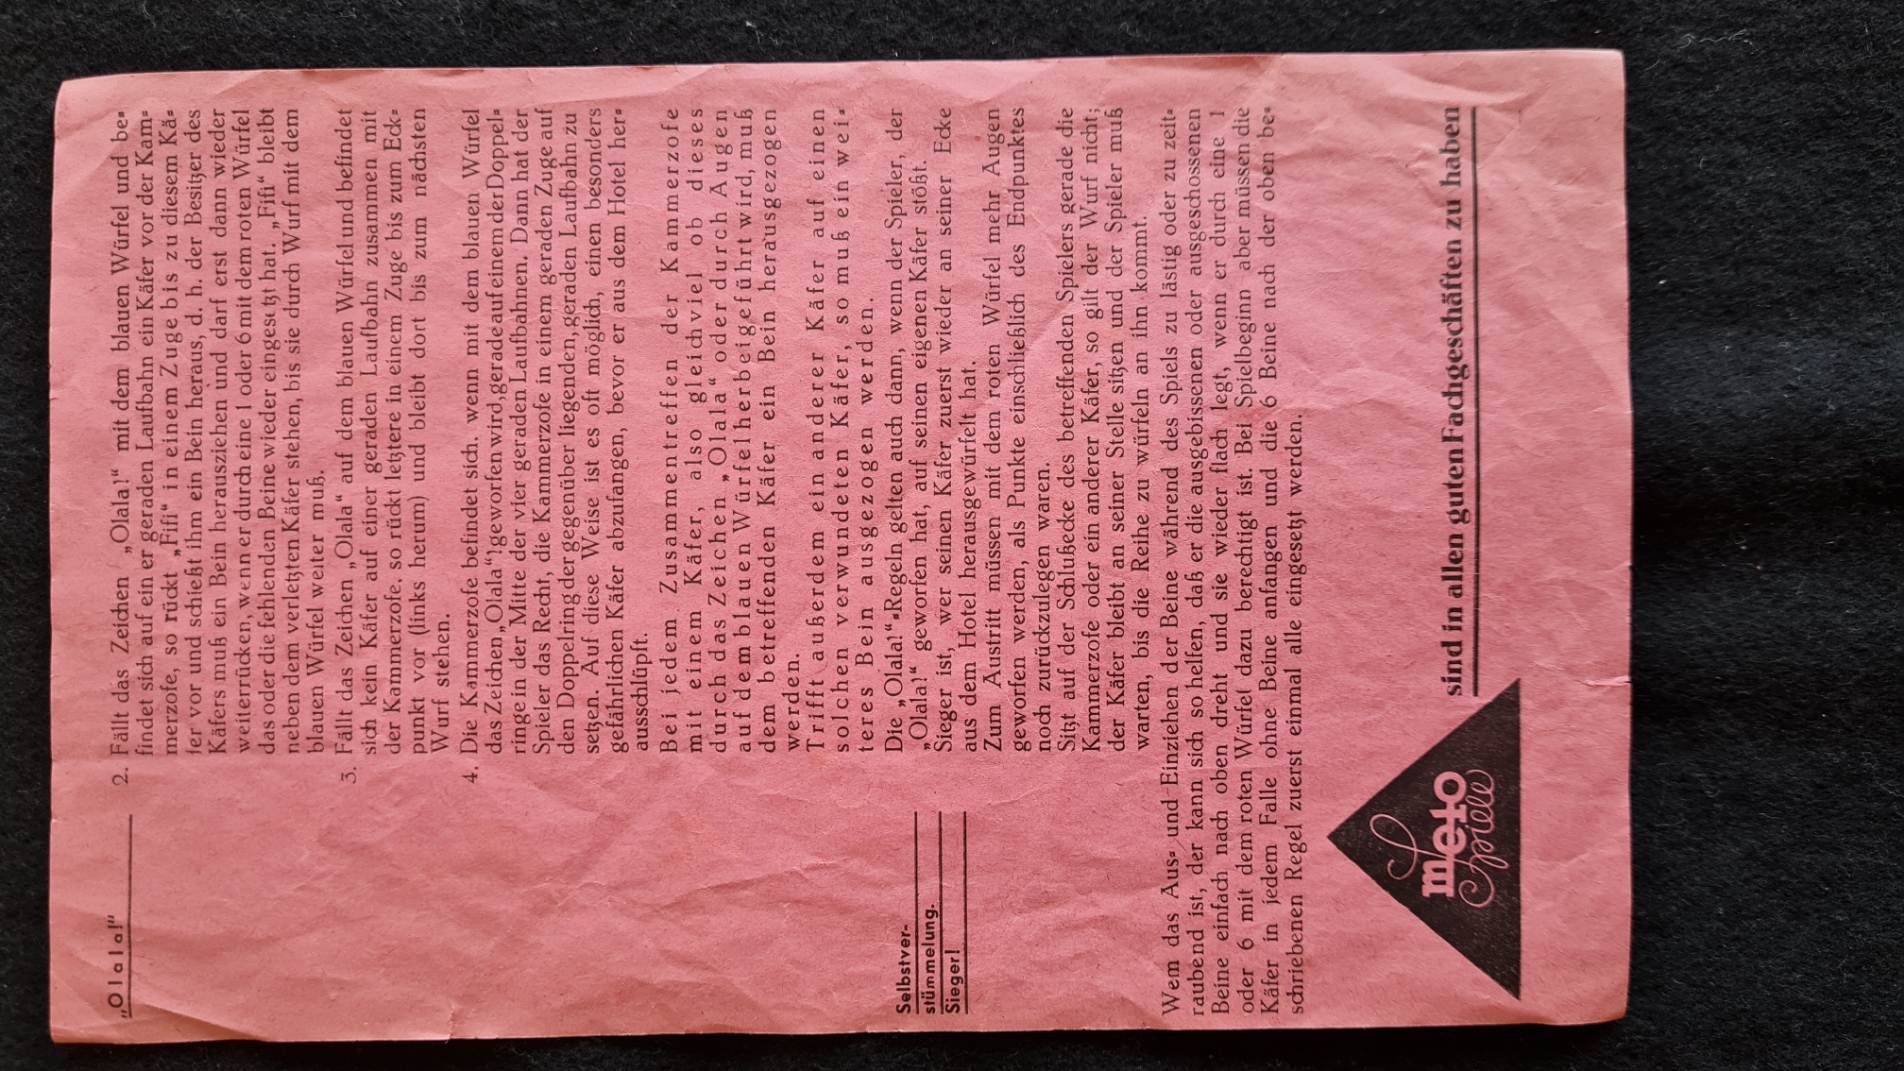 „Olala!“
2. Fällt das Zeichen „Olala!“ mit dem blauen Würfel und be-
findet sich auf ein er geraden Laufbahn ein Käfer vor der Kam-
merzofe, so rückt „Fifi“ in einem Zuge bis zu diesem Kä-
fer vor und schießt ihm ein Bein heraus, d. h. der Besitzer des
Käfers muß ein Bein herausziehen und darf erst dann wieder
weiterrücken, wenn er durch eine 1 oder 6 mit dem roten Würfel
das oder die fehlenden Beine wieder eingesetzt hat. „Fifi“ bleibt
neben dem verletzten Käfer stehen, bis sie durch Wurf mit dem
blauen Würfel weiter muß.
3. Fällt das Zeichen „Olala“ auf dem blauen Würfel und befindet
sich kein Käfer auf einer geraden Laufbahn zusammen mit
der Kammerzofe, so rückt letztere in einem Zuge bis zum Eck-
punkt vor (links herum) und bleibt dort bis zum nächsten
Wurf stehen.
4. Die Kammerzofe befindet sich, wenn mit dem blauen Würfel
das Zeichen „Olala“! geworfen wird, gerade auf einem der Doppel-
ringe in der Mitte der vier geraden Laufbahnen. Dann hat der
Spieler das Recht, die Kammerzofe in einem geraden Zuge auf
den Doppelring der gegenüber liegenden, geraden Laufbahn zu
setzen. Auf diese Weise ist es oft möglich, einen besonders
gefährlichen Käfer abzufangen, bevor er aus dem Hotel her-
ausschlüpft.
Bei jedem Zusammentreffen der Kammerzofe
mit einem Käfer, also gleichviel ob dieses
durch das Zeichen „Olala“ oder durch Augen
auf dem blauen Würfel herbeigeführt wird, muß
dem betreffenden Käfer ein Bein herausgezogen
werden.
Trifft außerdem ein anderer Käfer auf einen
solchen verwundeten Käfer, so muß ein wei-
teres Bein ausgezogen werden.
Selbstver-
stümmelung.
Die „Olala!“-Regeln gelten auch dann, wenn der Spieler, der
„Olala!“ geworfen hat, auf seinen eigenen Käfer stößt.
Sieger!
Sieger ist, wer seinen Käfer zuerst wieder an seiner Ecke
aus dem Hotel herausgewürfelt hat.
Zum Austritt müssen mit dem roten Würfel mehr Augen
geworfen werden, als Punkte einschließlich des Endpunktes
noch zurückzulegen waren.
Sitzt auf der Schlußecke des betreffenden Spielers gerade die
Kammerzofe oder ein anderer Käfer, so gilt der Wurf nicht;
der Käfer bleibt an seiner Stelle sitzen und der Spieler muß
warten, bis die Reihe zu würfeln an ihn kommt.
Wem das Aus- und Einziehen der Beine während des Spiels zu lästig oder zu zeit-
raubend ist, der kann sich so helfen, daß er die ausgebissenen oder ausgeschossenen
Beine einfach nach oben dreht und sie wieder flach legt, wenn er durch eine 1
oder 6 mit dem roten Würfel dazu berechtigt ist. Bei Spielbeginn aber müssen die
Käfer in jedem Falle ohne Beine anfangen und die 6 Beine nach der oben be-
schriebenen Regel zuerst einmal alle eingesetzt werden.
meto
Spiele
sind in allen guten Fachgeschäften zu haben